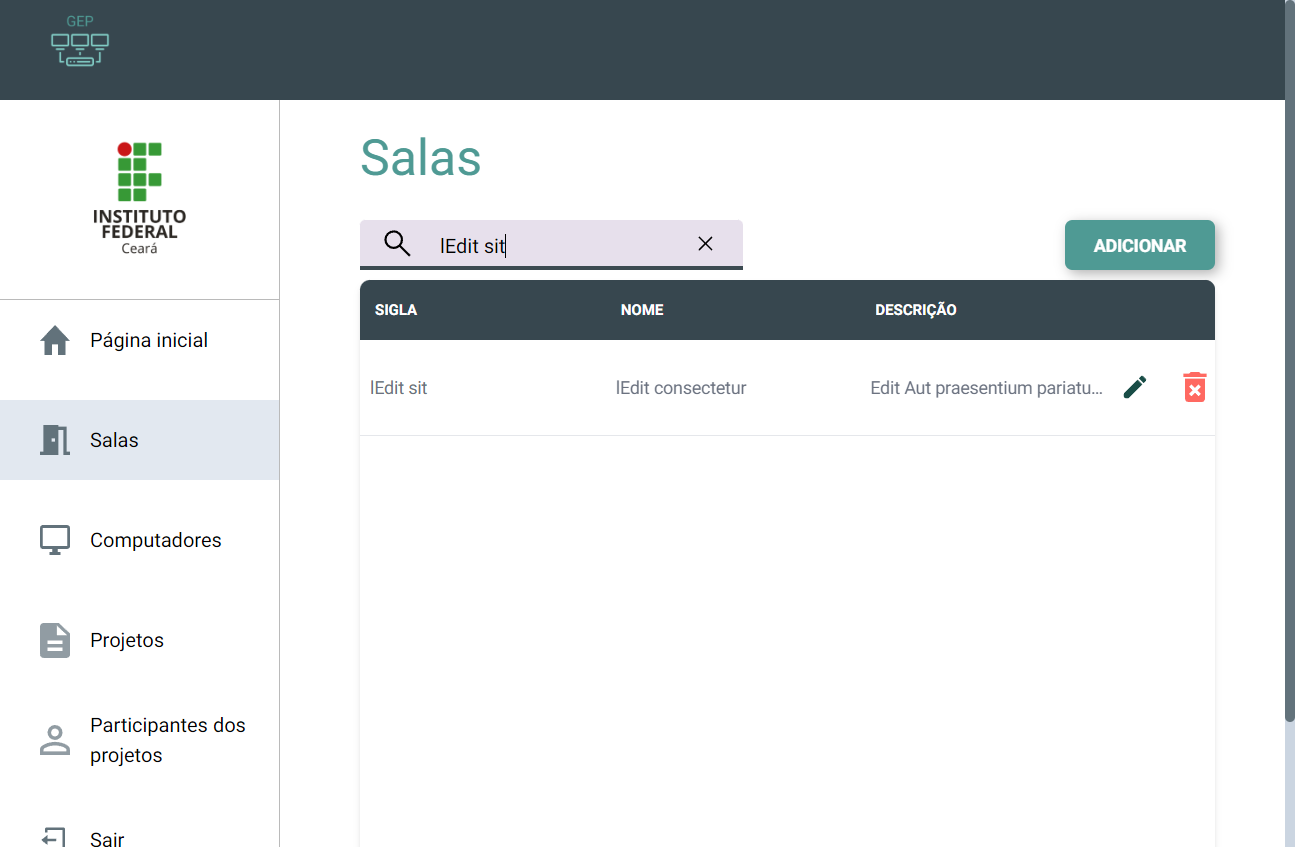 GEP
INSTITUTO
FEDERAL
Ceará
Página inicial
Salas
Computadores
Projetos
Participantes dos
projetos
Sair
Salas
lEdit sit
ADICIONAR
SIGLA NOME DESCRIÇÃO
lEdit sit lEdit consectetur Edit Aut praesentium pariatu...